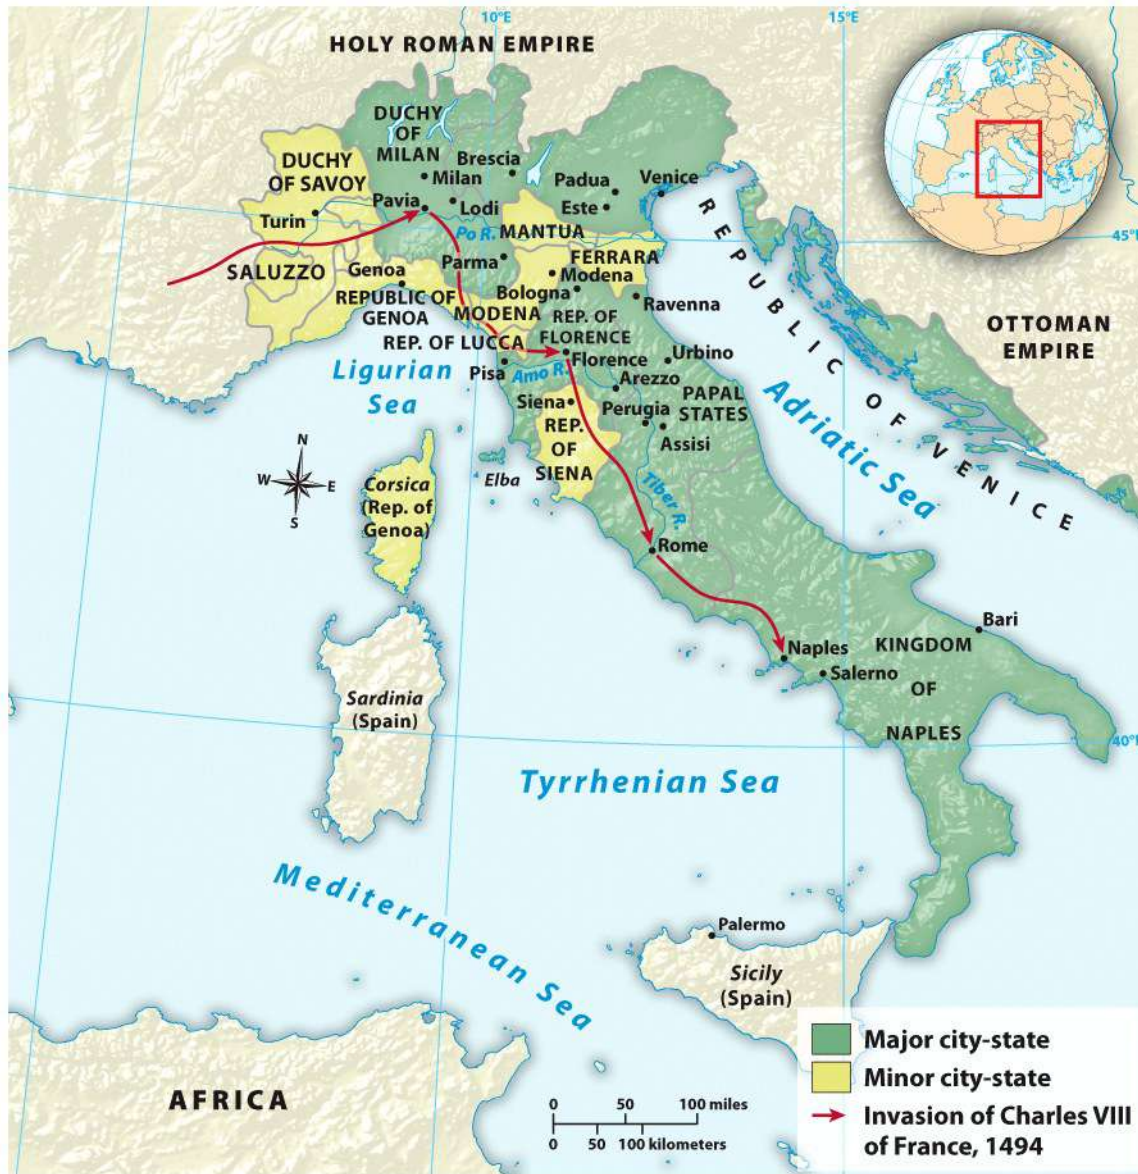 10°E
15°E
HOLY ROMAN EMPIRE
DUCHY
OF
MILAN
Brescia
Milan
DUCHY
OF SAVOY
Padua
Venice
Pavia
Lodi
Este
Turin
Po R.
MANTUA
45°N
SALUZZO
Genoa
Parma
FERRARA
Modena
Bologna
Ravenna
REPUBLIC OF
GENOA
MODENA
REP. OF
FLORENCE
REP. OF LUCCA
Florence
Urbino
OTTOMAN
EMPIRE
REPUBLIC OF VENICE
Ligurian
Sea
Pisa
Amo R.
Arezzo
PAPAL
STATES
Adriatic Sea
Siena
Perugia
Assisi
REP.
OF
SIENA
N
W
E
S
Corsica
(Rep. of
Genoa)
Elba
Tiber R.
Rome
Bari
Naples
KINGDOM
OF
NAPLES
Salerno
Sardinia
(Spain)
40°N
Tyrrhenian Sea
Mediterranean Sea
Palermo
Sicily
(Spain)
AFRICA
Major city-state
Minor city-state
Invasion of Charles VIII
of France, 1494
0 50 100 miles
0 50 100 kilometers